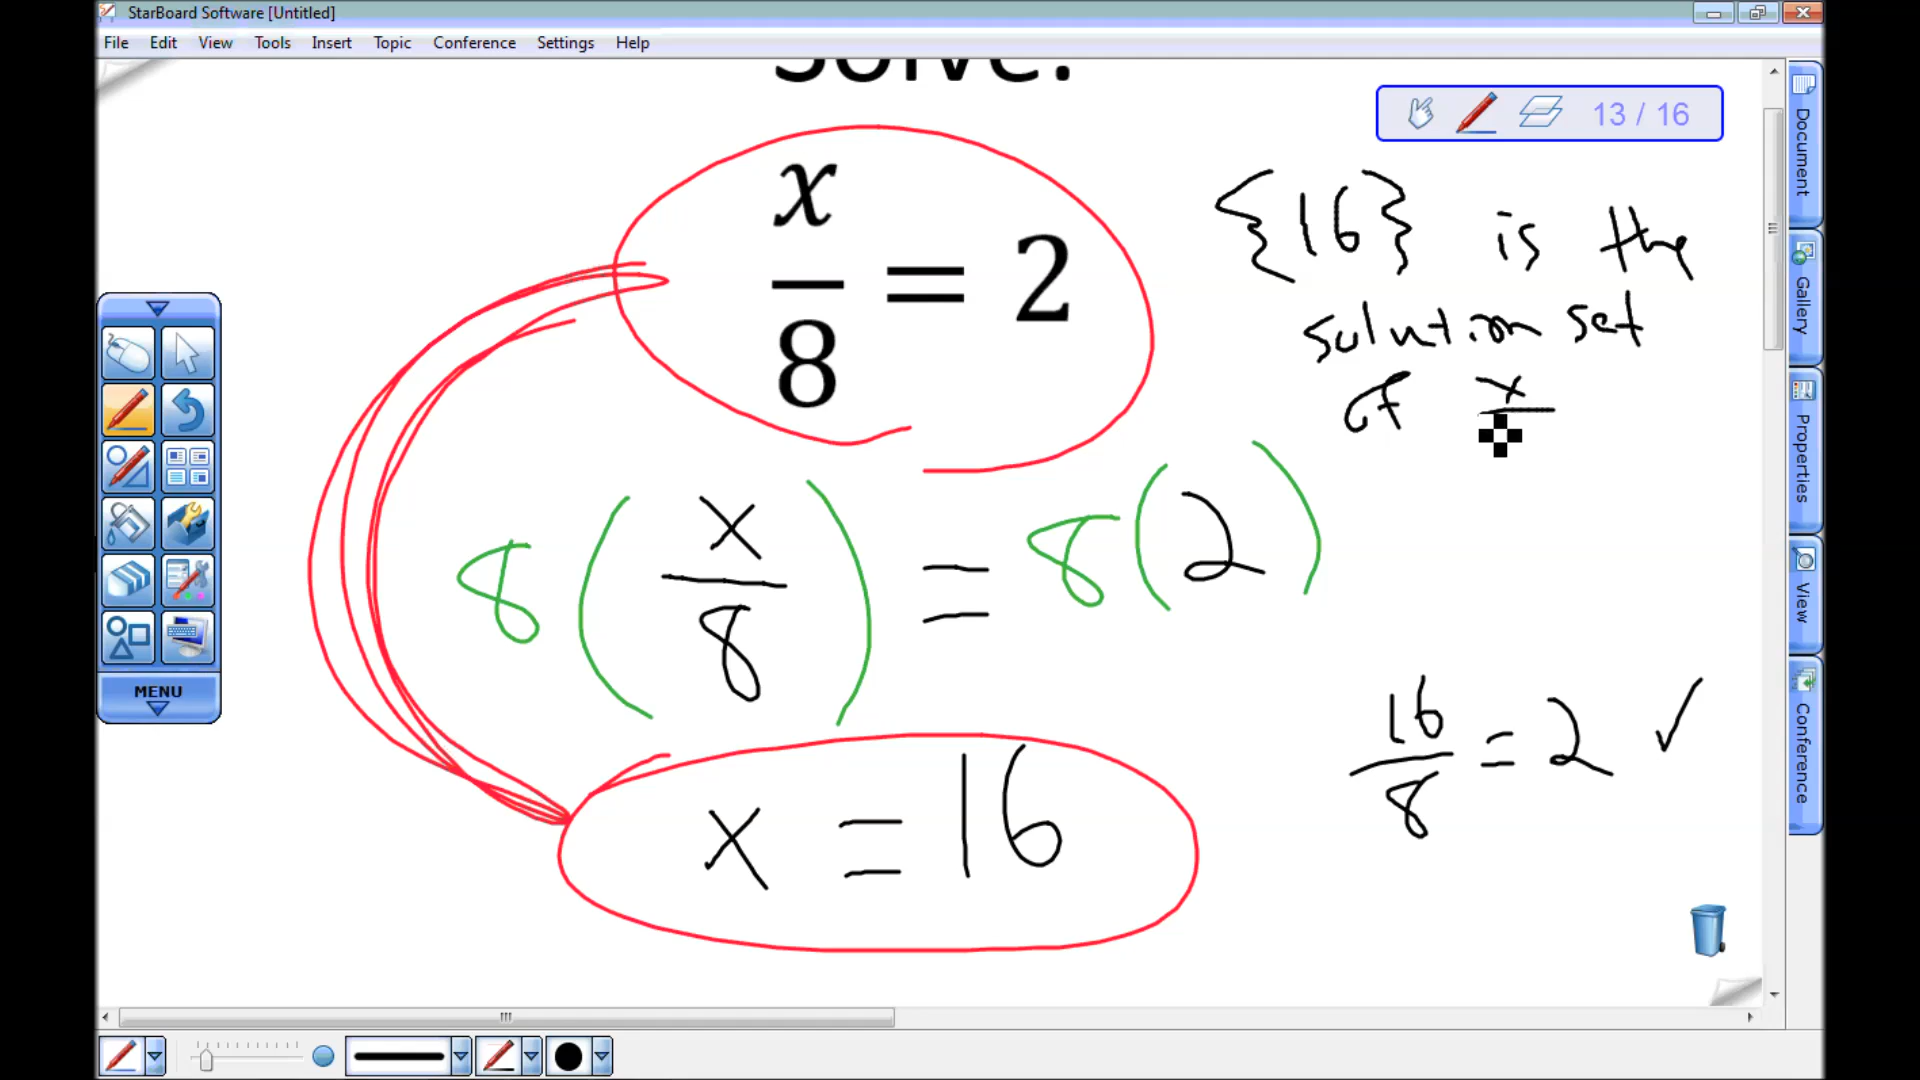 StarBoard Software [Untitled]
File Edit View Tools Insert Topic Conference Settings Help
Solve:
13 / 16
x
8
= 2
{16} is the
solution set
of x
8(x/8) = 8(2)
16/8 = 2 ✓
x = 16
MENU
Document
Gallery
Properties
View
Conference